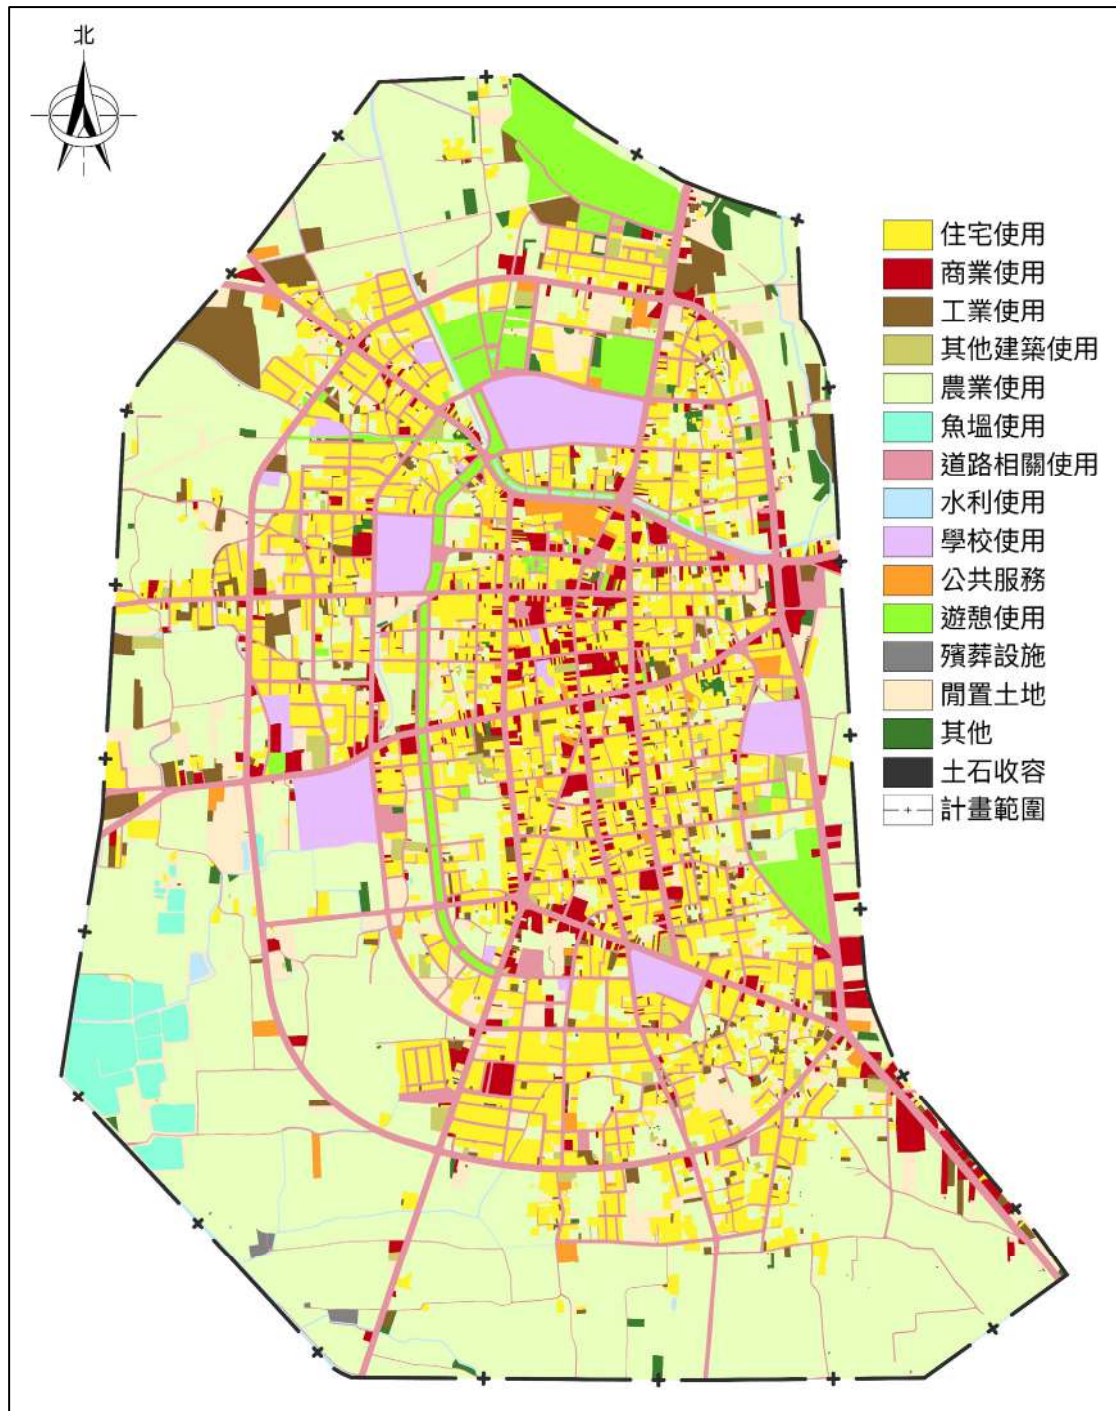 北
住宅使用
商業使用
工業使用
其他建築使用
農業使用
魚塭使用
道路相關使用
水利使用
學校使用
公共服務
遊憩使用
殯葬設施
閒置土地
其他
土石收容
計畫範圍